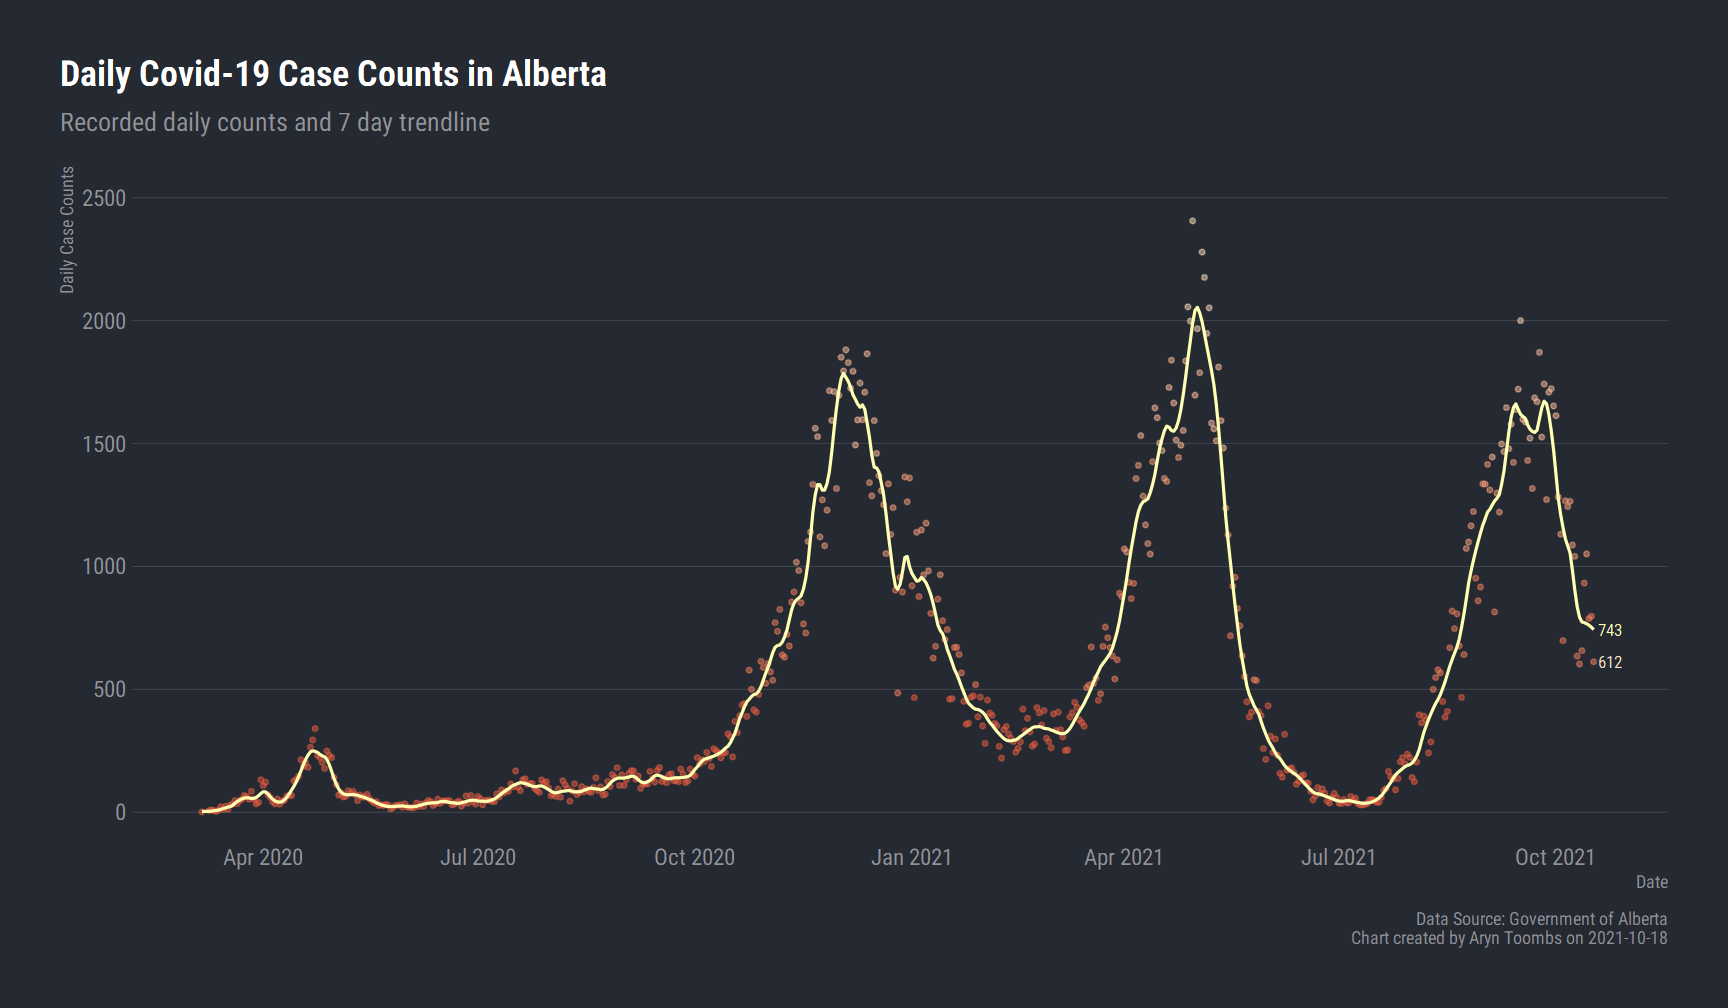 Daily Covid-19 Case Counts in Alberta
Recorded daily counts and 7 day trendline
Daily Case Counts
2500
2000
1500
1000
500
0
743
612
Apr 2020
Jul 2020
Oct 2020
Jan 2021
Apr 2021
Jul 2021
Oct 2021
Date
Data Source: Government of Alberta
Chart created by Aryn Toombs on 2021-10-18